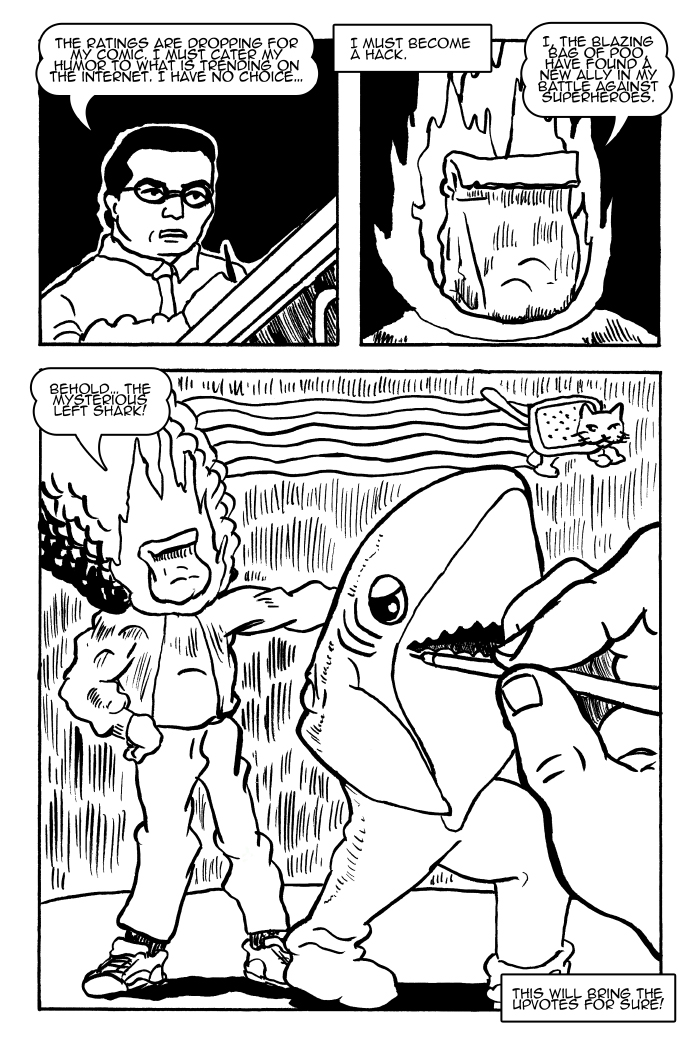 THE RATINGS ARE DROPPING FOR
MY COMIC. I MUST CATER MY
HUMOR TO WHAT IS TRENDING ON
THE INTERNET. I HAVE NO CHOICE...
I MUST BECOME
A HACK.
I, THE BLAZING
BAG OF POO,
HAVE FOUND A
NEW ALLY IN MY
BATTLE AGAINST
SUPERHEROES.
BEHOLD... THE
MYSTERIOUS
LEFT SHARK!
THIS WILL BRING THE
UPVOTES FOR SURE!